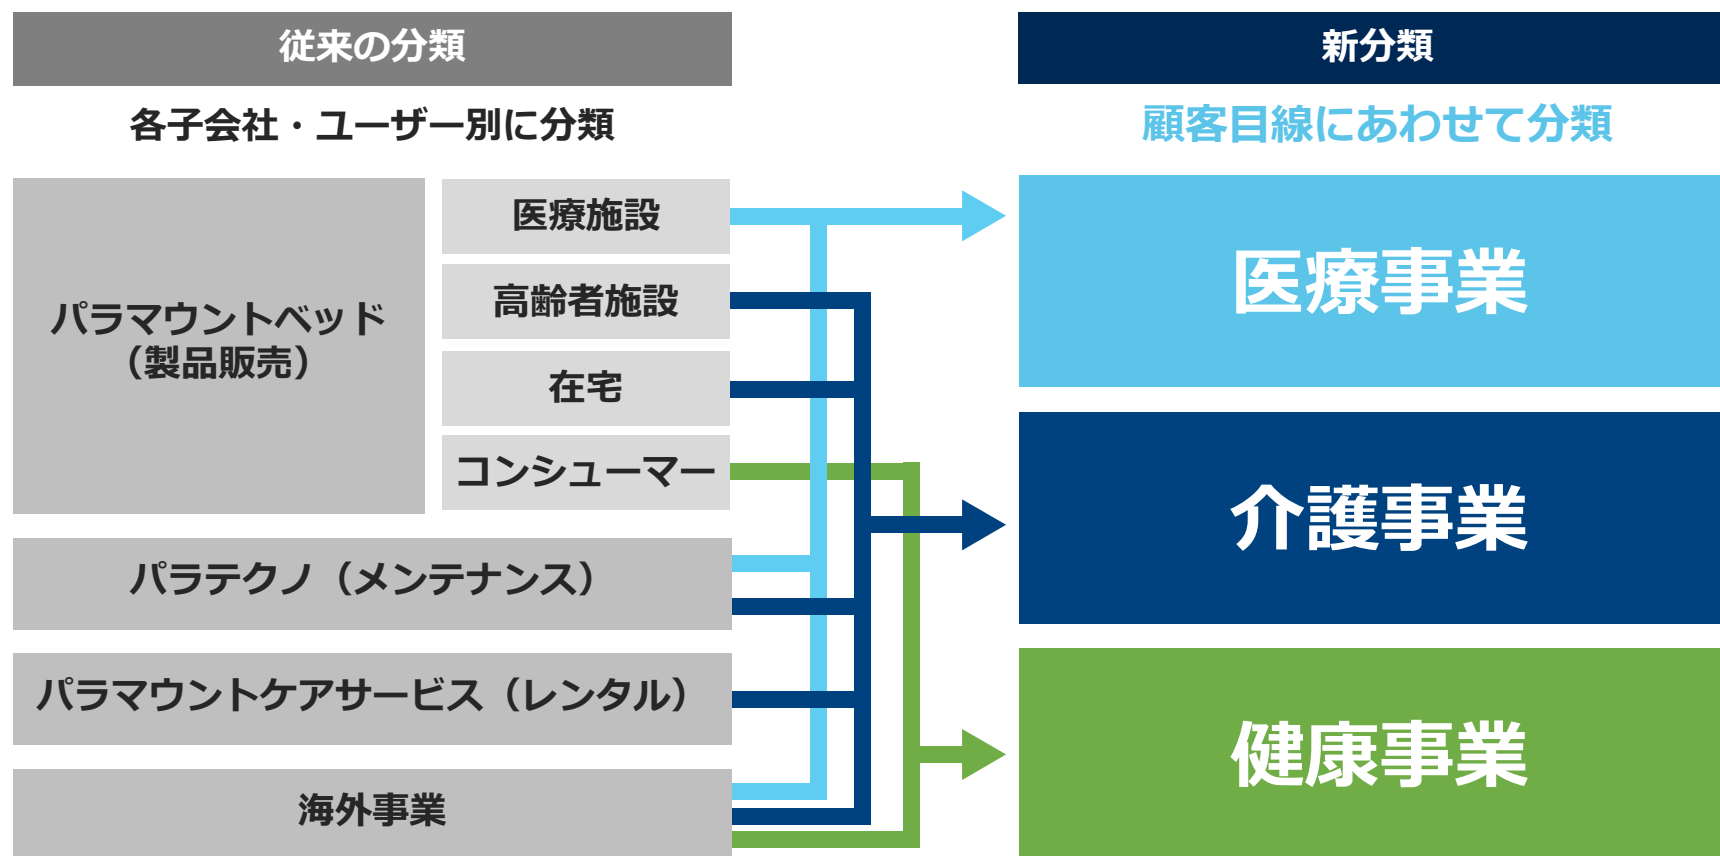 従来の分類
各子会社・ユーザー別に分類
パラマウントベッド
（製品販売）
医療施設
高齢者施設
在宅
コンシューマー
パラテクノ（メンテナンス）
パラマウントケアサービス（レンタル）
海外事業
新分類
顧客目線にあわせて分類
医療事業
介護事業
健康事業